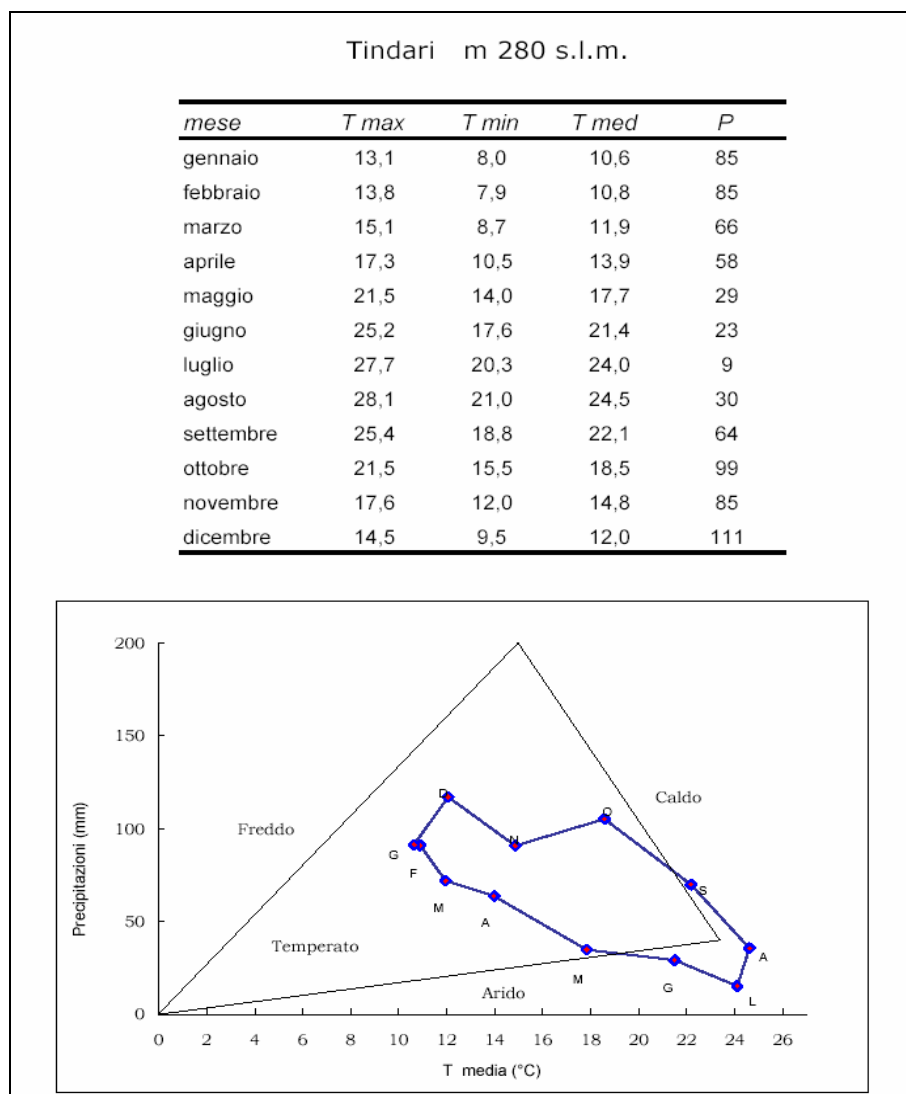 Tindari m 280 s.l.m.
mese T max T min T med P
gennaio 13,1 8,0 10,6 85
febbraio 13,8 7,9 10,8 85
marzo 15,1 8,7 11,9 66
aprile 17,3 10,5 13,9 58
maggio 21,5 14,0 17,7 29
giugno 25,2 17,6 21,4 23
luglio 27,7 20,3 24,0 9
agosto 28,1 21,0 24,5 30
settembre 25,4 18,8 22,1 64
ottobre 21,5 15,5 18,5 99
novembre 17,6 12,0 14,8 85
dicembre 14,5 9,5 12,0 111
200
150
D
Caldo
O
100
Freddo
N
G
F
S
M
50
A
Temperato
A
M
Arido
G
L
0
0 2 4 6 8 10 12 14 16 18 20 22 24 26
T media (°C)
Precipitazioni (mm)